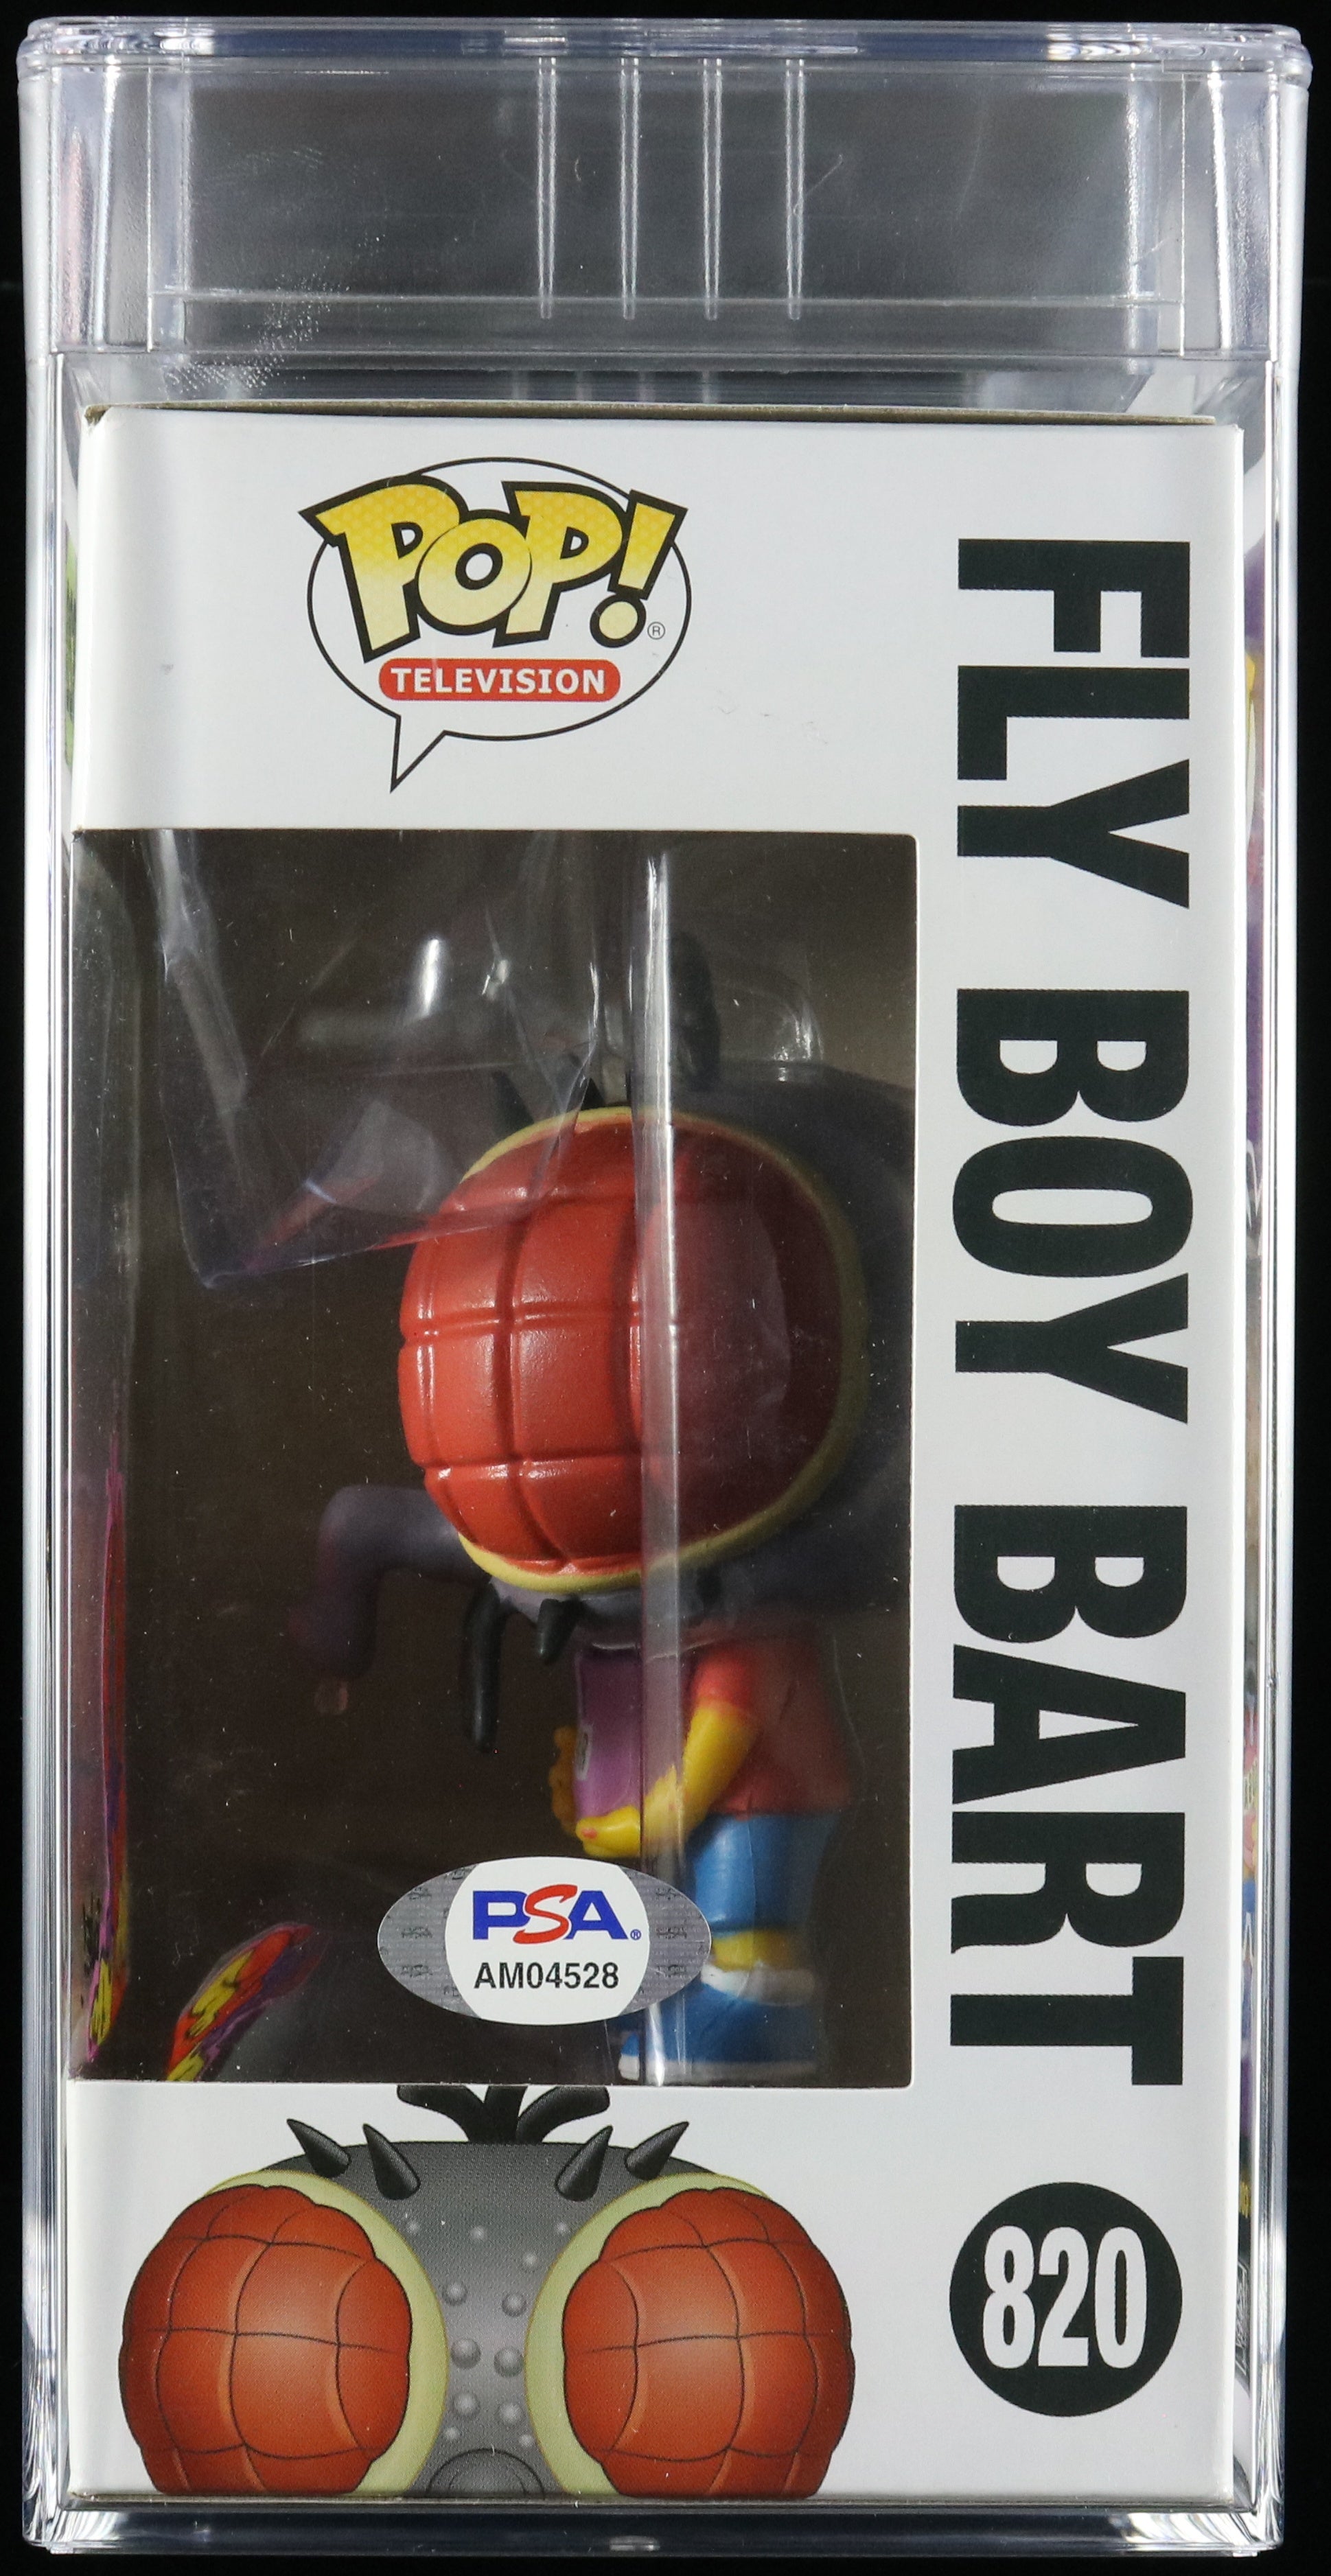 POP!
®
TELEVISION
FLY BOY BART
PSA®
AM04528
820